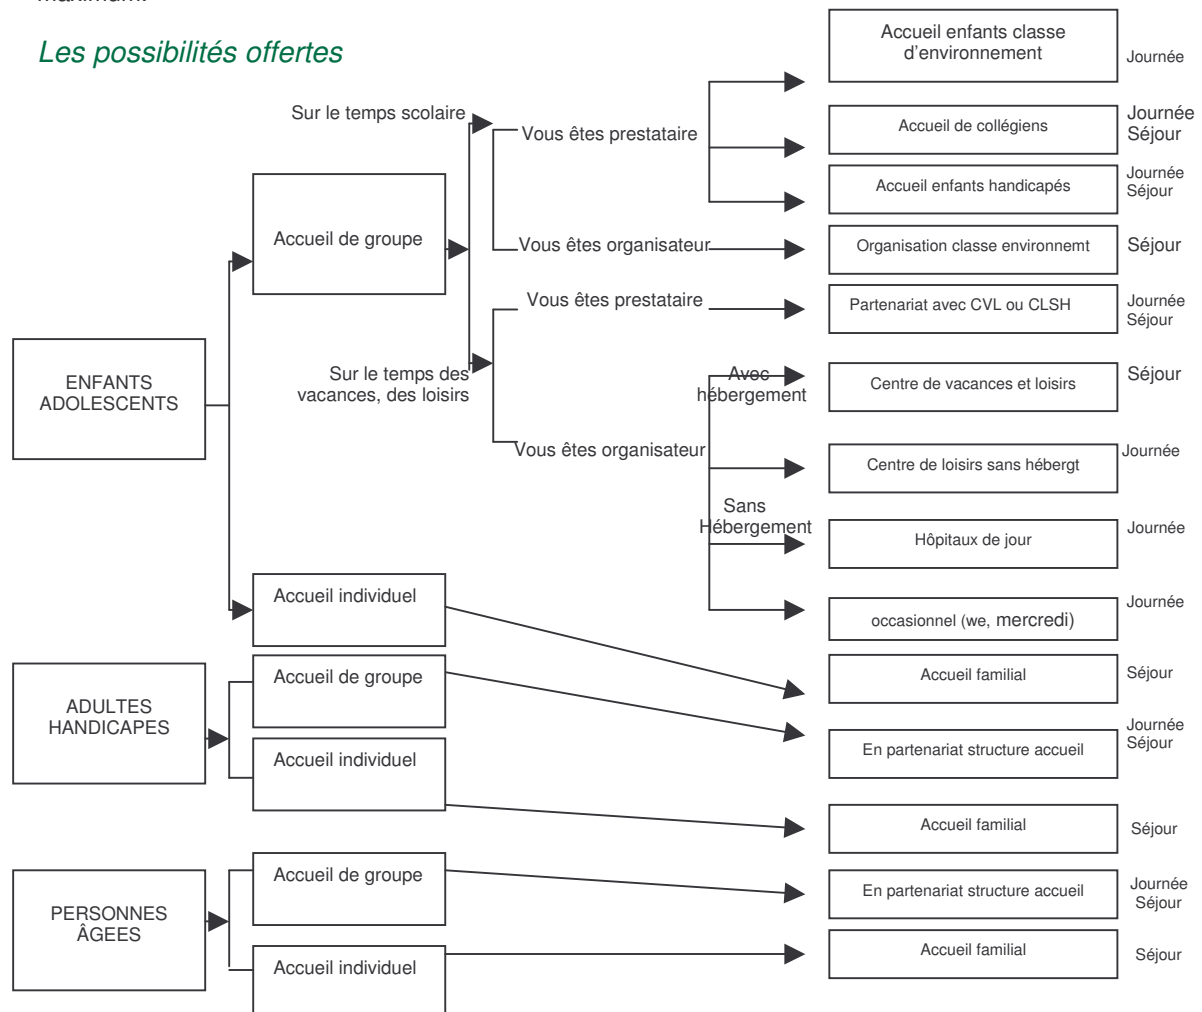 maximum.
Les possibilités offertes
Accueil enfants classe
d'environnement
Journée
Sur le temps scolaire
Vous êtes prestataire
Accueil de collégiens
Journée
Séjour
Accueil enfants handicapés
Journée
Séjour
Accueil de groupe
Vous êtes organisateur
Organisation classe environnemt
Séjour
Vous êtes prestataire
Partenariat avec CVL ou CLSH
Journée
Séjour
ENFANTS
ADOLESCENTS
Sur le temps des
vacances, des loisirs
Avec
hébergement
Centre de vacances et loisirs
Séjour
Vous êtes organisateur
Centre de loisirs sans hébergt
Journée
Sans
Hébergement
Hôpitaux de jour
Journée
occasionnel (we, mercredi)
Journée
Accueil individuel
Accueil familial
Séjour
ADULTES
HANDICAPES
Accueil de groupe
En partenariat structure accueil
Journée
Séjour
Accueil individuel
Accueil familial
Séjour
PERSONNES
ÂGEES
Accueil de groupe
En partenariat structure accueil
Journée
Séjour
Accueil individuel
Accueil familial
Séjour